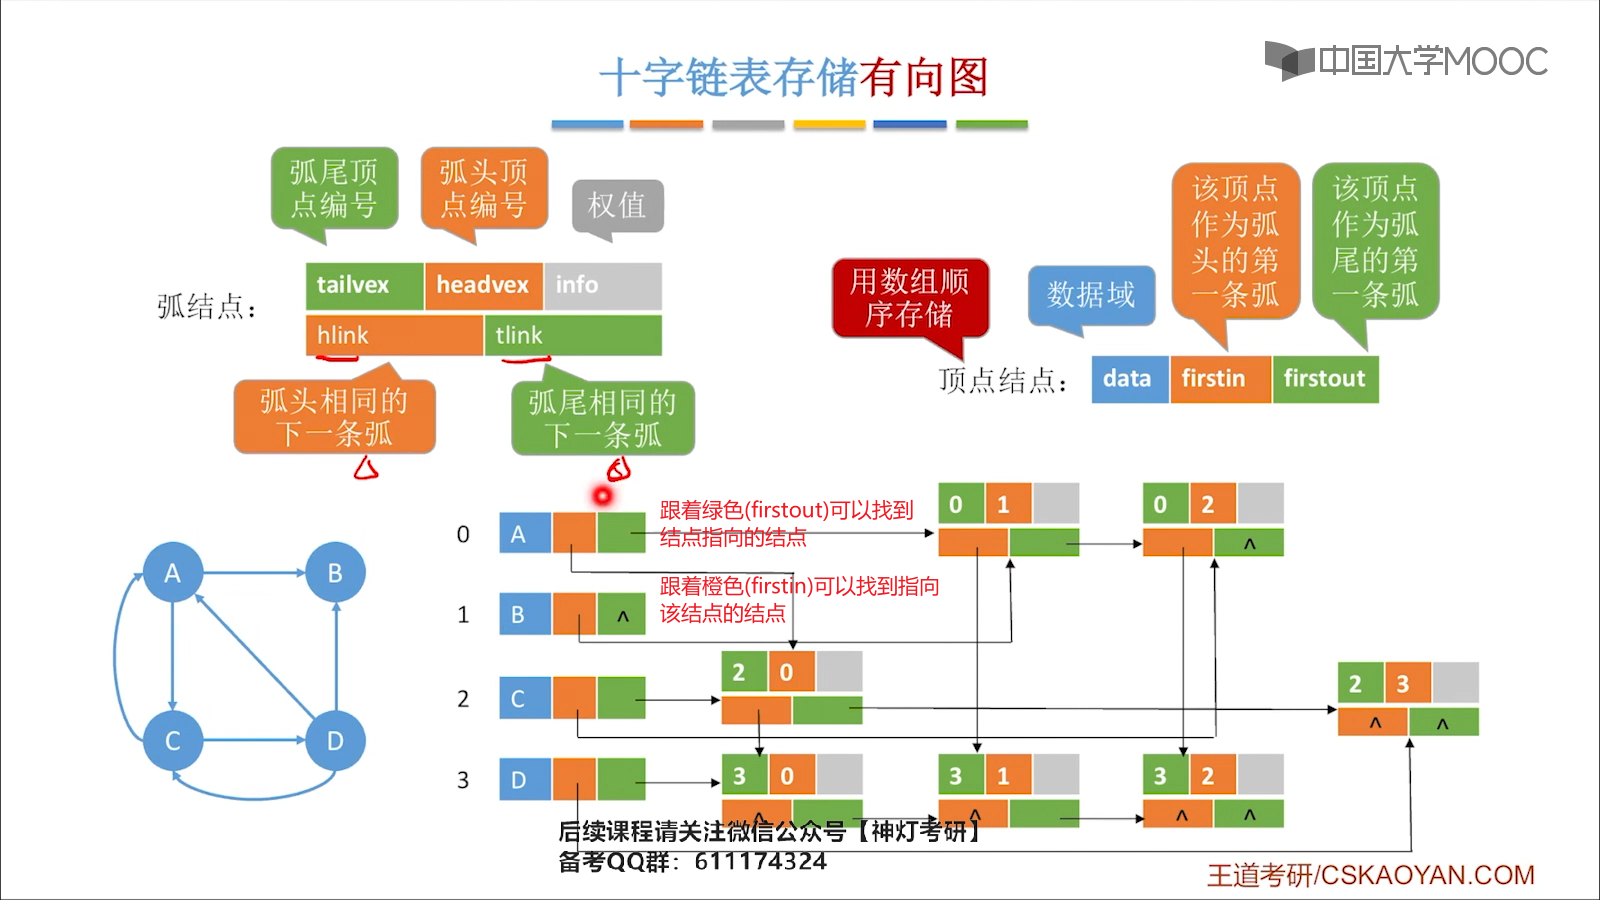 中国大学MOOC
十字链表存储有向图
弧尾顶
点编号
弧头顶
点编号
权值
该顶点
作为弧
头的第
一条弧
该顶点
作为弧
尾的第
一条弧
用数组顺
序存储
数据域
弧结点：
tailvex headvex info
hlink tlink
顶点结点：
data firstin firstout
弧头相同的
下一条弧
弧尾相同的
下一条弧
A B
C D
0 A
跟着绿色(firstout)可以找到
结点指向的结点
0 1
0 2 
^
1 B ^
跟着橙色(firstin)可以找到指向
该结点的结点
2 C
2 0
2 3
^ ^
3 D
3 0
^
3 1
^
3 2
^ ^
后续课程请关注微信公众号【神灯考研】
备考QQ群：611174324
王道考研/CSKAOYAN.COM